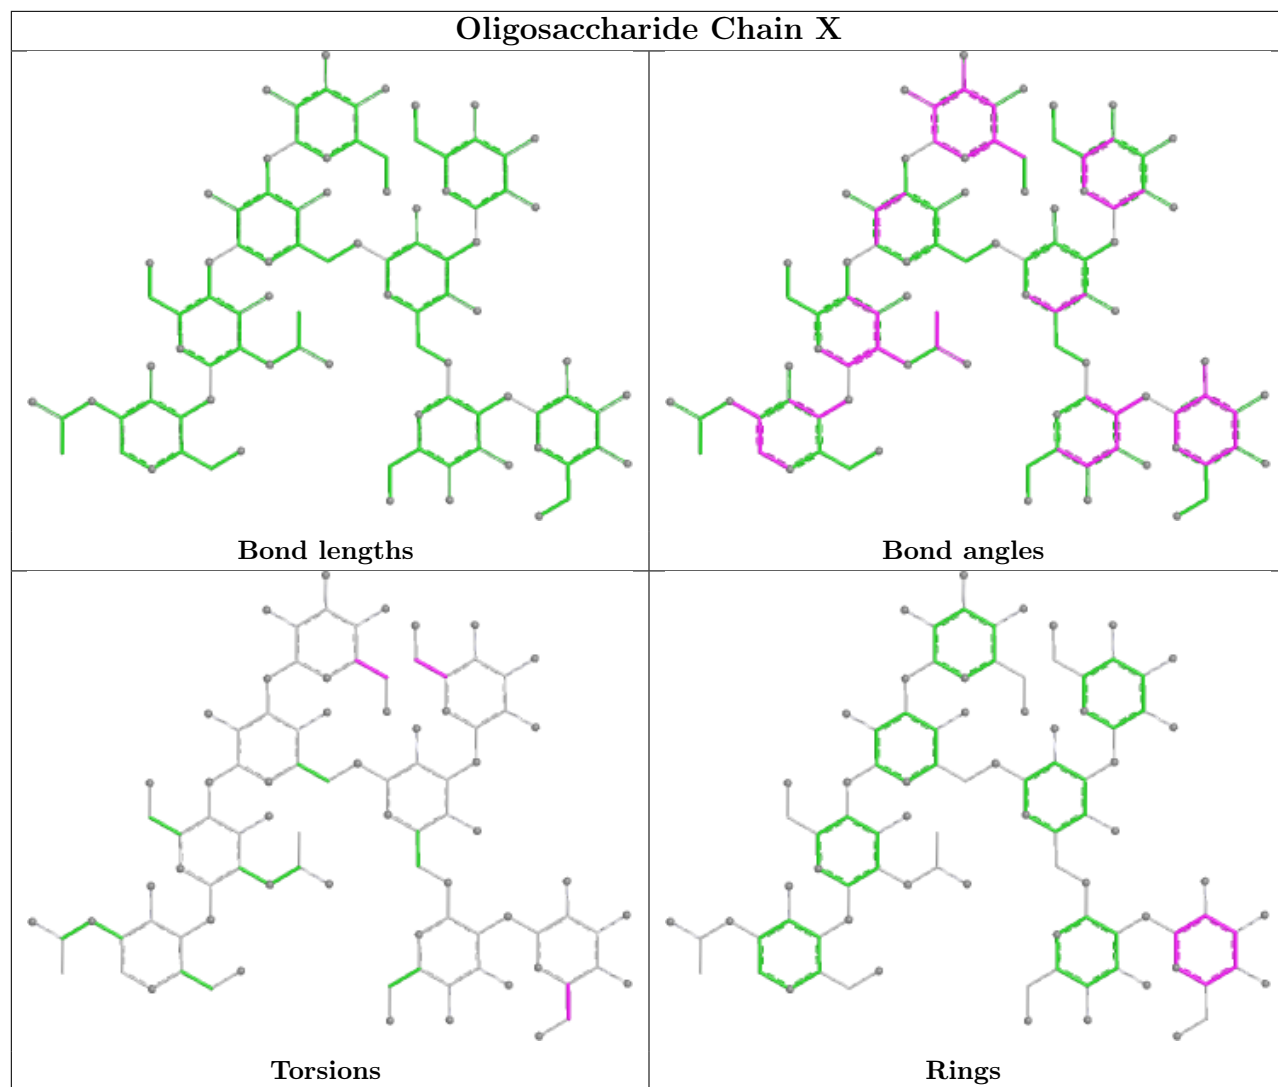 Oligosaccharide Chain X
Bond lengths
Bond angles
Torsions
Rings